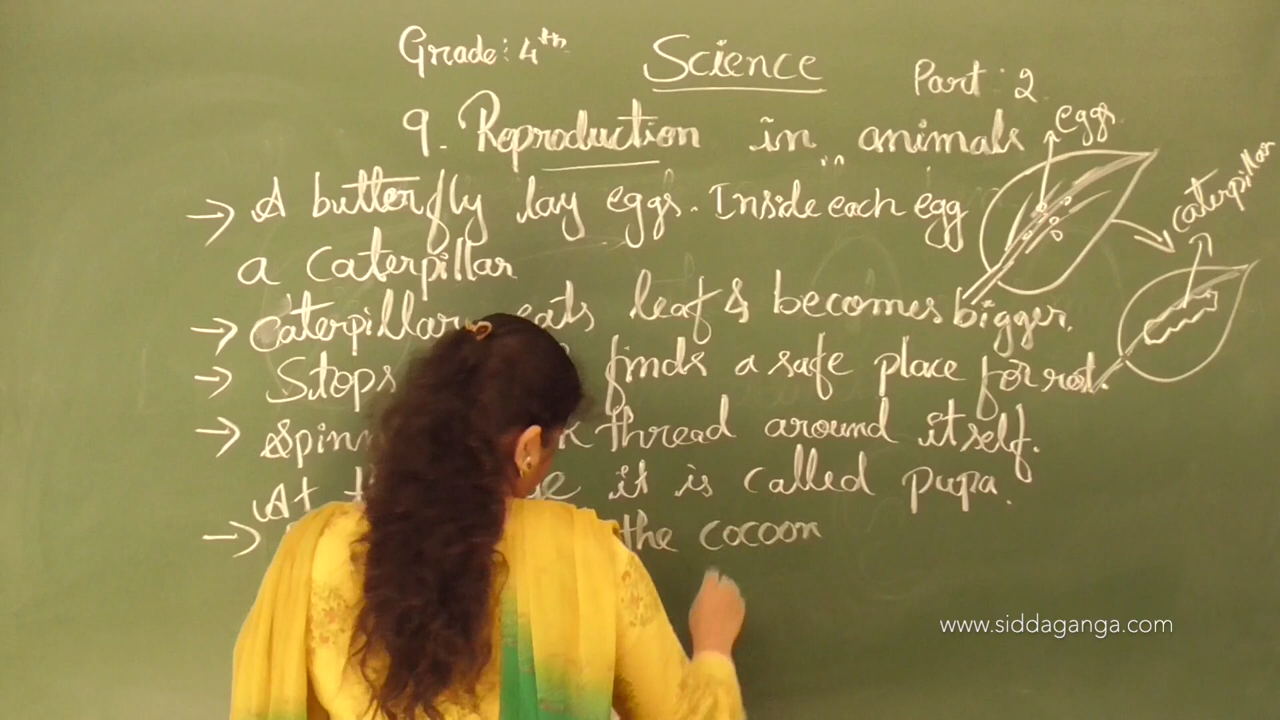 Grade: 4th Science Part: 2
9. Reproduction in animals
→ A butterfly lay eggs. Inside each egg
a Caterpillar
→ Caterpillar eats leaf & becomes bigger.
→ Stops finds a safe place for rest.
→ thread around itself.
At it is called pupa.
→ the cocoon
eggs
caterpillar
www.siddaganga.com